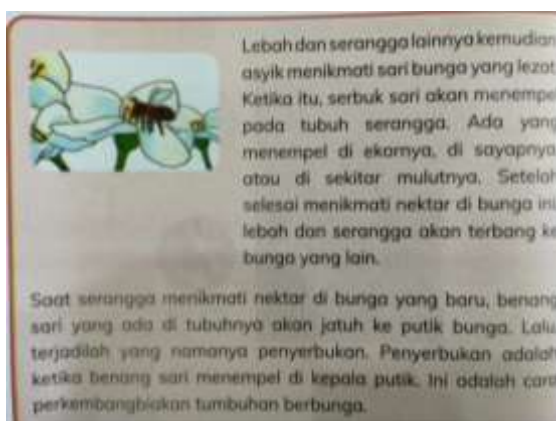 Lebah dan serangga lainnya kemudian
asyik menikmati sari bunga yang lezat
Ketika itu, serbuk sari akan menempel
pada tubuh serangga. Ada yang
menempel di ekornya, di sayapnya
atau di sekitar mulutnya. Setelah
selesai menikmati nektar di bunga ini
lebah dan serangga akan terbang ke
bunga yang lain.
Saat serangga menikmati nektar di bunga yang baru, benang
sari yang ada di tubuhnya akan jatuh ke putik bunga. Lalu
terjadilah yang namanya penyerbukan. Penyerbukan adalah
ketika benang sari menempel di kepala putik. Ini adalah cara
perkembangbiakan tumbuhan berbunga.